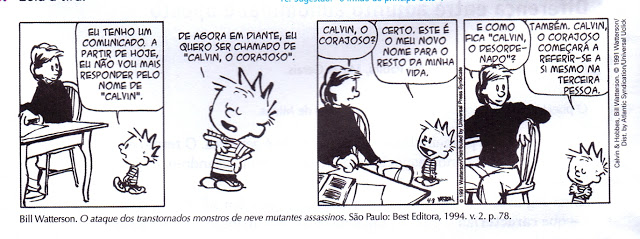 EU TENHO UM
COMUNICADO. A
PARTIR DE HOJE,
EU NÃO VOU MAIS
RESPONDER PELO
NOME DE
"CALVIN".
DE AGORA EM DIANTE, EU
QUERO SER CHAMADO DE
"CALVIN, O CORAJOSO".
CALVIN, O
CORAJOSO?
CERTO. ESTE É
O MEU NOVO
NOME PARA O
RESTO DA MINHA
VIDA.
E COMO
FICA "CALVIN,
O DESORDE-
NADO"?
TAMBÉM. CALVIN,
O CORAJOSO
COMEÇARÁ A
REFERIR-SE A
SI MESMO NA
TERCEIRA
PESSOA.
Calvin & Hobbes, Bill Watterson, © 1991 Watterson/
Dist. by Atlantic Syndication/Universal Uclick
Bill Watterson. O ataque dos transtornados monstros de neve mutantes assassinos. São Paulo: Best Editora, 1994. v. 2. p. 78.